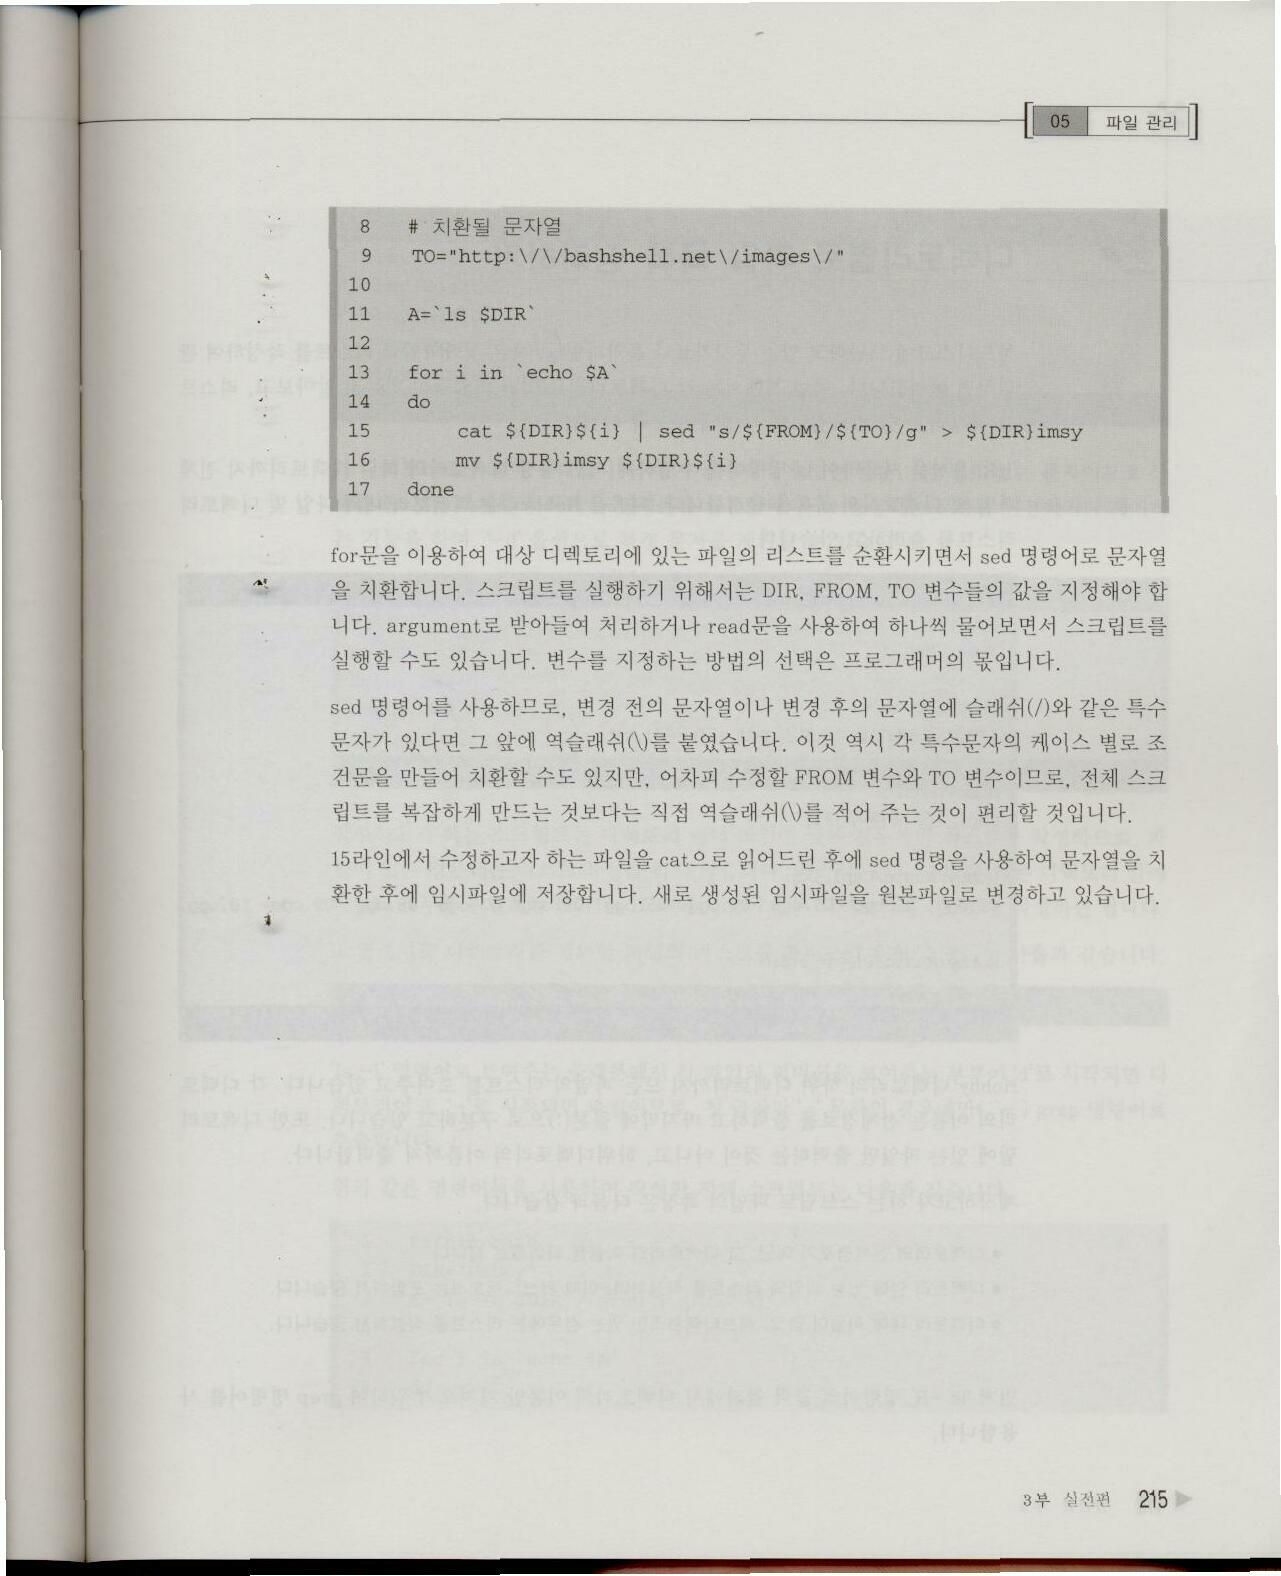 05 파일 관리
8 # 치환될 문자열
9 TO="http:\/\/bashshell.net\/images\/"
10
11 A=`ls $DIR`
12
13 for i in `echo $A`
14 do
15 cat ${DIR}${i} | sed "s/${FROM}/${TO}/g" > ${DIR}imsy
16 mv ${DIR}imsy ${DIR}${i}
17 done
for문을 이용하여 대상 디렉토리에 있는 파일의 리스트를 순환시키면서 sed 명령어로 문자열
을 치환합니다. 스크립트를 실행하기 위해서는 DIR, FROM, TO 변수들의 값을 지정해야 합
니다. argument로 받아들여 처리하거나 read문을 사용하여 하나씩 물어보면서 스크립트를
실행할 수도 있습니다. 변수를 지정하는 방법의 선택은 프로그래머의 몫입니다.
sed 명령어를 사용하므로, 변경 전의 문자열이나 변경 후의 문자열에 슬래쉬(/)와 같은 특수
문자가 있다면 그 앞에 역슬래쉬(\)를 붙였습니다. 이것 역시 각 특수문자의 케이스 별로 조
건문을 만들어 치환할 수도 있지만, 어차피 수정할 FROM 변수와 TO 변수이므로, 전체 스크
립트를 복잡하게 만드는 것보다는 직접 역슬래쉬(\)를 적어 주는 것이 편리할 것입니다.
15라인에서 수정하고자 하는 파일을 cat으로 읽어드린 후에 sed 명령을 사용하여 문자열을 치
환한 후에 임시파일에 저장합니다. 새로 생성된 임시파일을 원본파일로 변경하고 있습니다.
3부 실전편 215